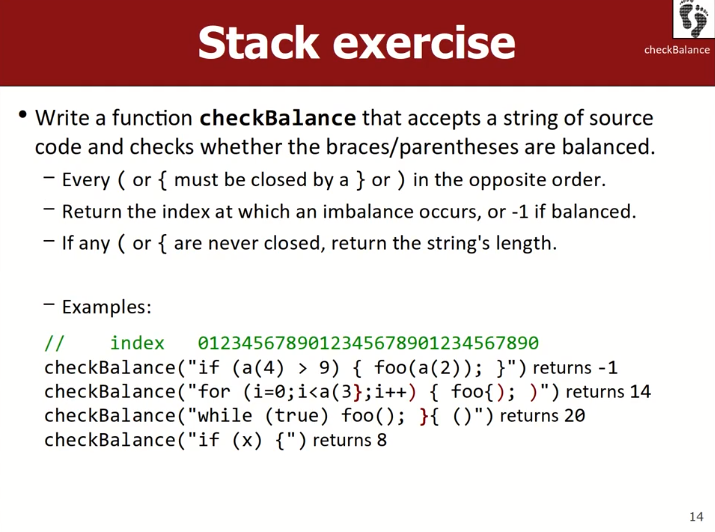 Stack exercise
checkBalance
• Write a function checkBalance that accepts a string of source
code and checks whether the braces/parentheses are balanced.
– Every ( or { must be closed by a } or ) in the opposite order.
– Return the index at which an imbalance occurs, or -1 if balanced.
– If any ( or { are never closed, return the string's length.
– Examples:
// index 0123456789012345678901234567890
checkBalance("if (a(4) > 9) { foo(a(2)); }") returns -1
checkBalance("for (i=0;i<a(3};i++) { foo{); )") returns 14
checkBalance("while (true) foo(); }{ ()") returns 20
checkBalance("if (x) {") returns 8
14